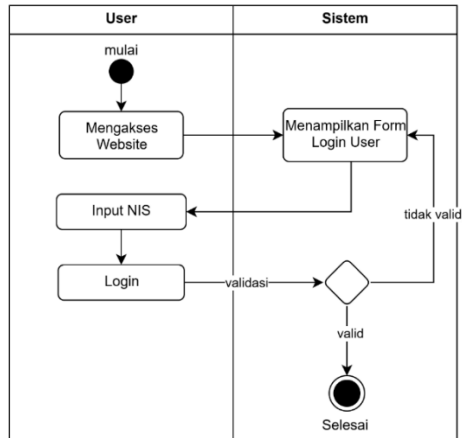 User
Sistem
mulai
Mengakses
Website
Menampilkan Form
Login User
Input NIS
tidak valid
Login
validasi
valid
Selesai